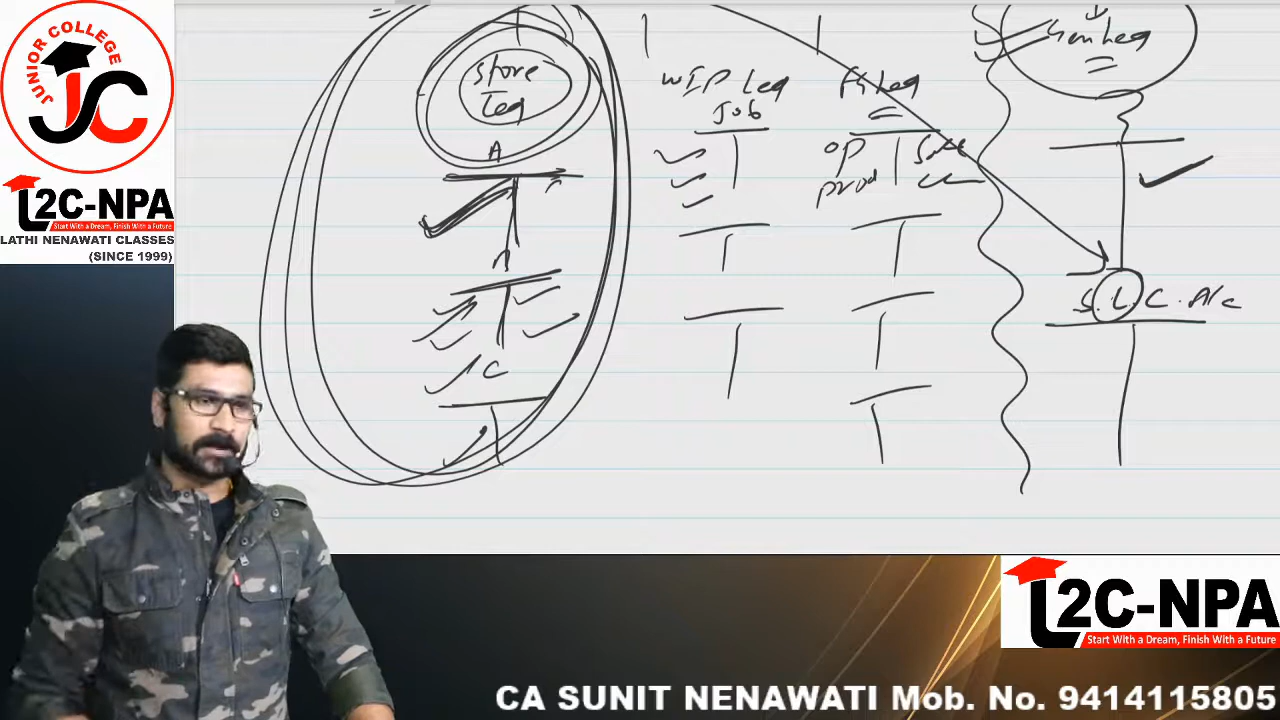 JUNIOR COLLEGE
JC
L2C-NPA
Start With a Dream, Finish With a Future
LATHI NENAWATI CLASSES
(SINCE 1999)
Store
Leg
A
B
C
WIP Leg
Job
FG Leg
OP
Prod
Sale
Gen Leg
S.L.C. A/c
L2C-NPA
Start With a Dream, Finish With a Future
CA SUNIT NENAWATI Mob. No. 9414115805